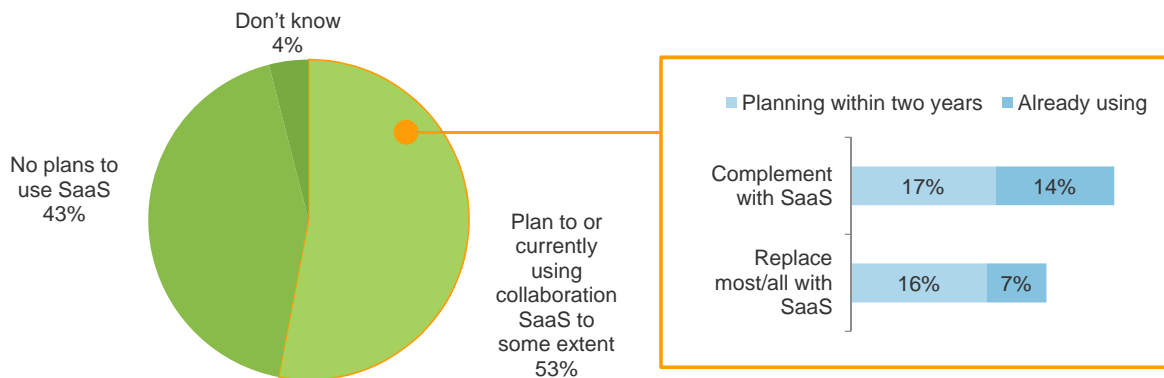 Don't know
4%
No plans to
use SaaS
43%
Plan to or
currently
using
collaboration
SaaS to
some extent
53%
Planning within two years
Already using
Complement
with SaaS
17%
14%
Replace
most/all with
SaaS
16%
7%